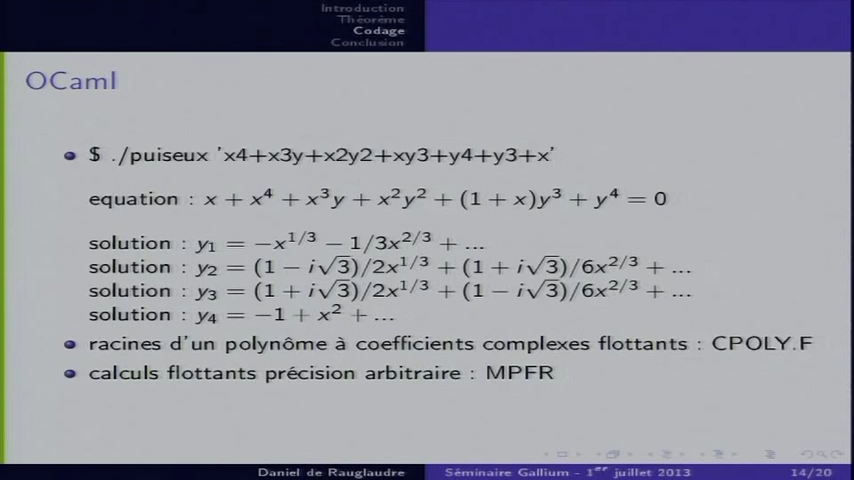 Introduction
Théorème
Codage
Conclusion
OCaml
$ ./puiseux 'x4+x3y+x2y2+xy3+y4+y3+x'
equation : x + x⁴ + x³y + x²y² + (1 + x)y³ + y⁴ = 0
solution : y₁ = −x^{1/3} − 1/3x^{2/3} + ...
solution : y₂ = (1 − i√3)/2x^{1/3} + (1 + i√3)/6x^{2/3} + ...
solution : y₃ = (1 + i√3)/2x^{1/3} + (1 − i√3)/6x^{2/3} + ...
solution : y₄ = −1 + x² + ...
racines d'un polynôme à coefficients complexes flottants : CPOLY.F
calculs flottants précision arbitraire : MPFR
Daniel de Rauglaudre Séminaire Gallium - 1er juillet 2013 14/20